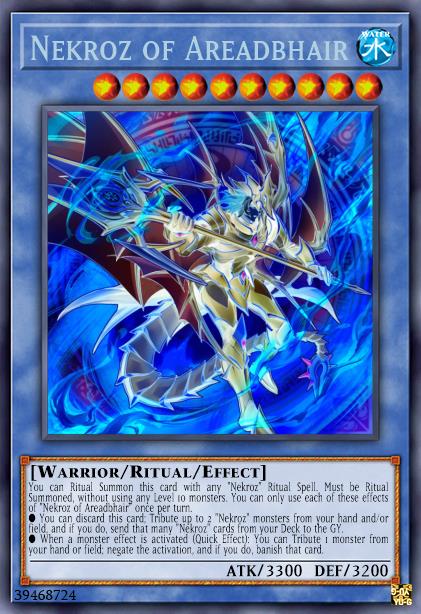 NEKROZ OF AREADBHAIR
WATER
水
[WARRIOR/RITUAL/EFFECT]
You can Ritual Summon this card with any "Nekroz" Ritual Spell. Must be Ritual
Summoned, without using any Level 10 monsters. You can only use each of these effects
of "Nekroz of Areadbhair" once per turn.
● You can discard this card; Tribute up to 2 "Nekroz" monsters from your hand and/or
field, and if you do, send that many "Nekroz" cards from your Deck to the GY.
● When a monster effect is activated (Quick Effect): You can Tribute 1 monster from
your hand or field; negate the activation, and if you do, banish that card.
ATK/3300 DEF/3200
39468724